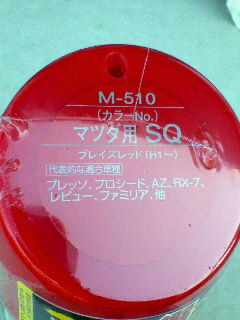 M-510
(カラーNo.)
マツダ用 SQ
ブレイズレッド(H1~)
代表的な適合車種
プレッソ、プロシード、AZ、RX-7、
レビュー、ファミリア、他